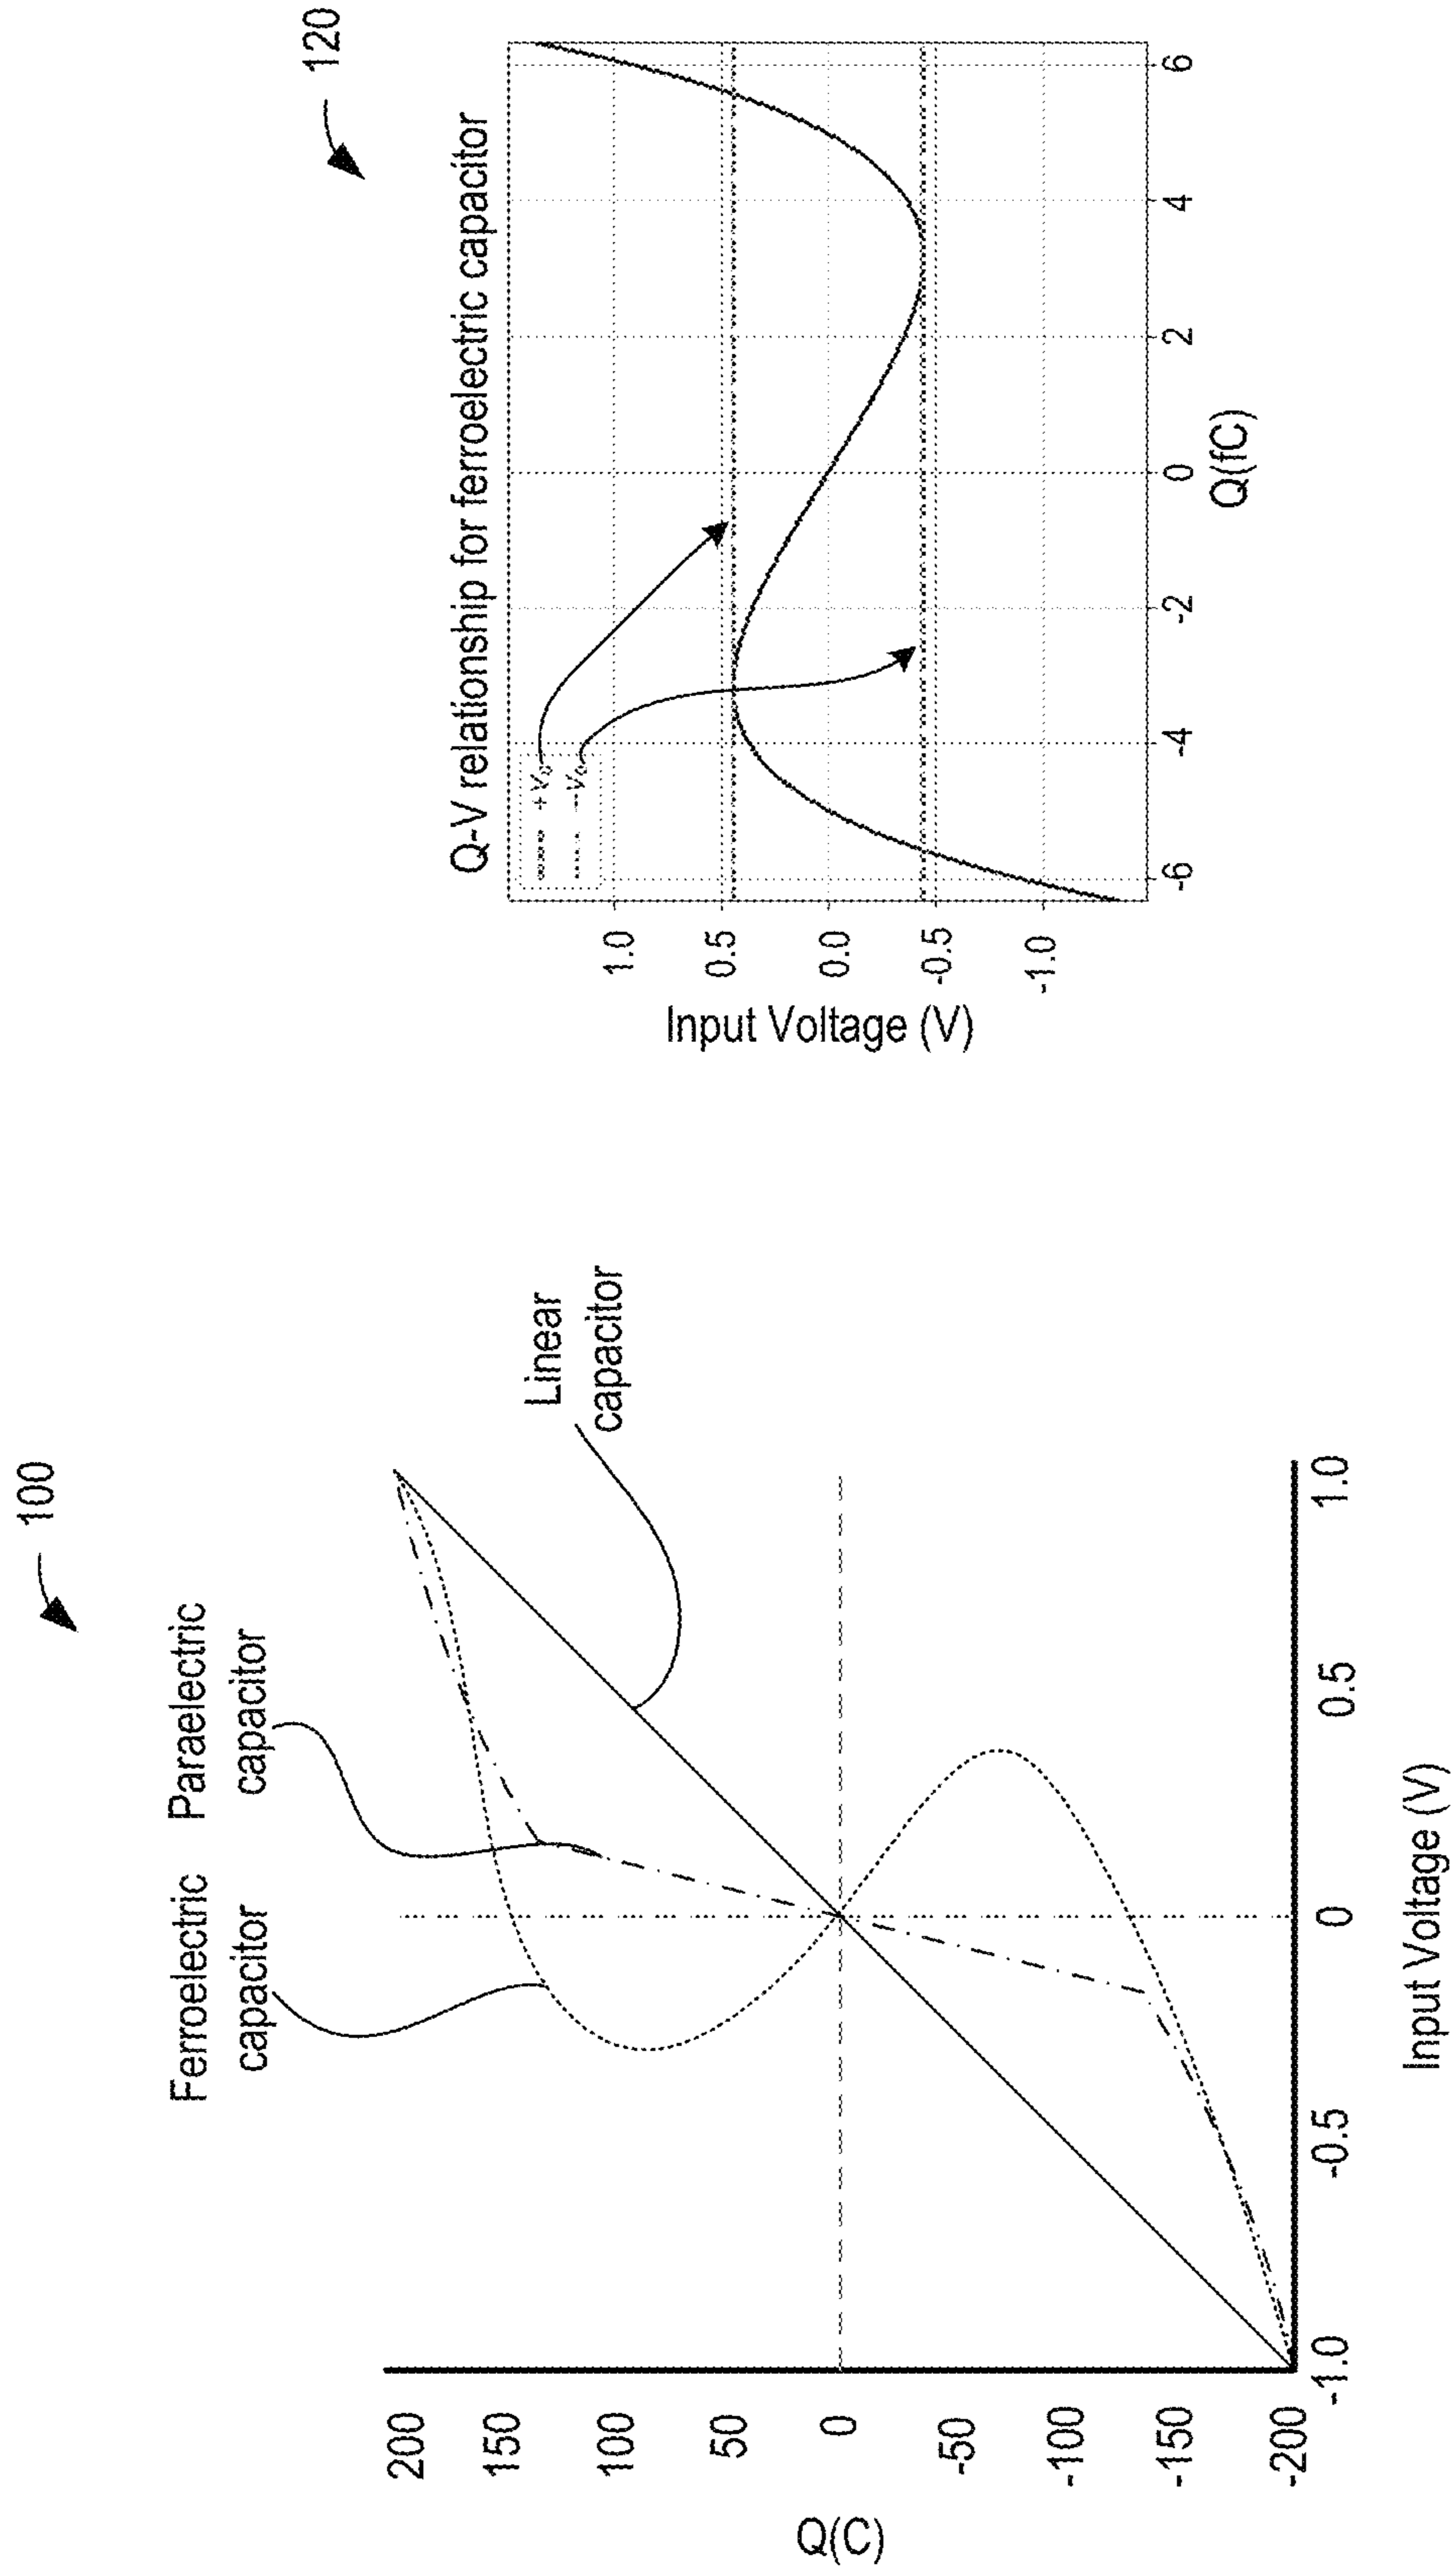 100
Ferroelectric
capacitor
Paraelectric
capacitor
Linear
capacitor
Q(C)
200
150
100
50
0
-50
-100
-150
-200
-1.0
-0.5
0
0.5
1.0
Input Voltage (V)
120
Q-V relationship for ferroelectric capacitor
+V₀
-V₀
Input Voltage (V)
1.0
0.5
0.0
-0.5
-1.0
-6
-4
-2
0
2
4
6
Q(fC)